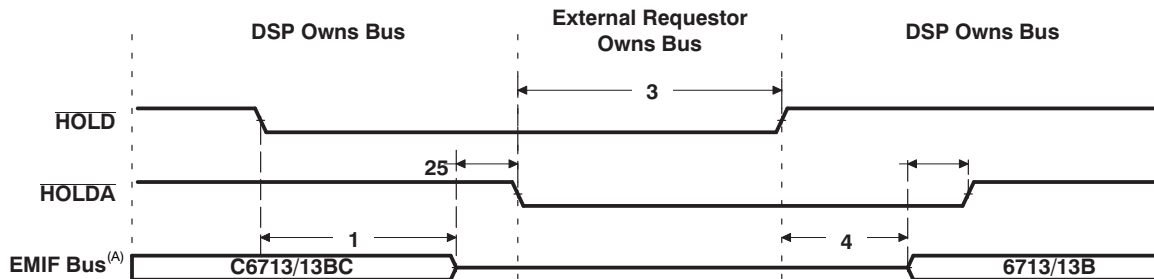 External Requestor
DSP Owns Bus Owns Bus DSP Owns Bus
3
HOLD
25
HOLDA
1 4
EMIF Bus(A) C6713/13BC 6713/13B